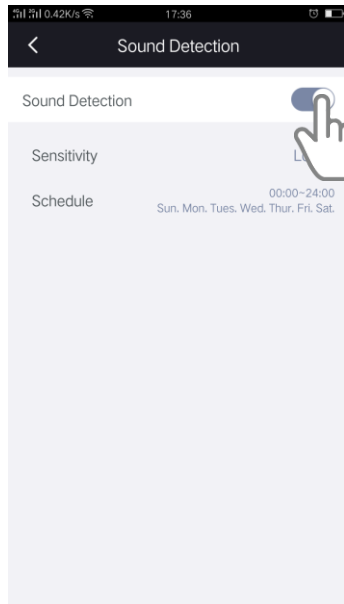 0.42K/s
17:36
Sound Detection
Sound Detection
Sensitivity
Schedule
00:00~24:00
Sun. Mon. Tues. Wed. Thur. Fri. Sat.